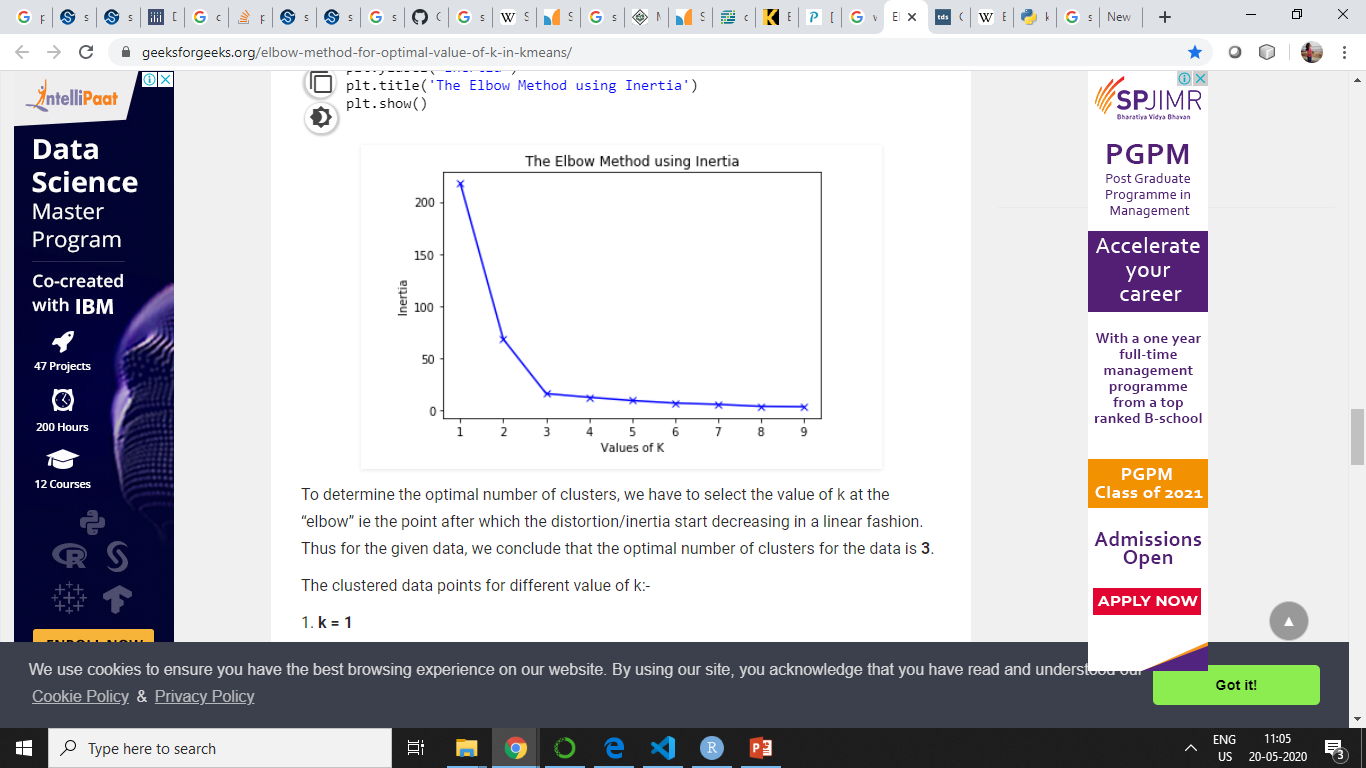 New
geeksforgeeks.org/elbow-method-for-optimal-value-of-k-in-kmeans/
plt.title('The Elbow Method using Inertia')
plt.show()
The Elbow Method using Inertia
200
150
100
50
0
Inertia
1 2 3 4 5 6 7 8 9
Values of K
To determine the optimal number of clusters, we have to select the value of k at the
“elbow” ie the point after which the distortion/inertia start decreasing in a linear fashion.
Thus for the given data, we conclude that the optimal number of clusters for the data is 3.
The clustered data points for different value of k:-
1. k = 1
intelliPaat
Data
Science
Master
Program
Co-created
with IBM
47 Projects
200 Hours
12 Courses
SPJIMR
Bharatiya Vidya Bhavan
PGPM
Post Graduate
Programme in
Management
Accelerate
your
career
With a one year
full-time
management
programme
from a top
ranked B-school
PGPM
Class of 2021
Admissions
Open
APPLY NOW
We use cookies to ensure you have the best browsing experience on our website. By using our site, you acknowledge that you have read and understood our
Cookie Policy & Privacy Policy
Got it!
Type here to search
ENG
US
11:05
20-05-2020
3